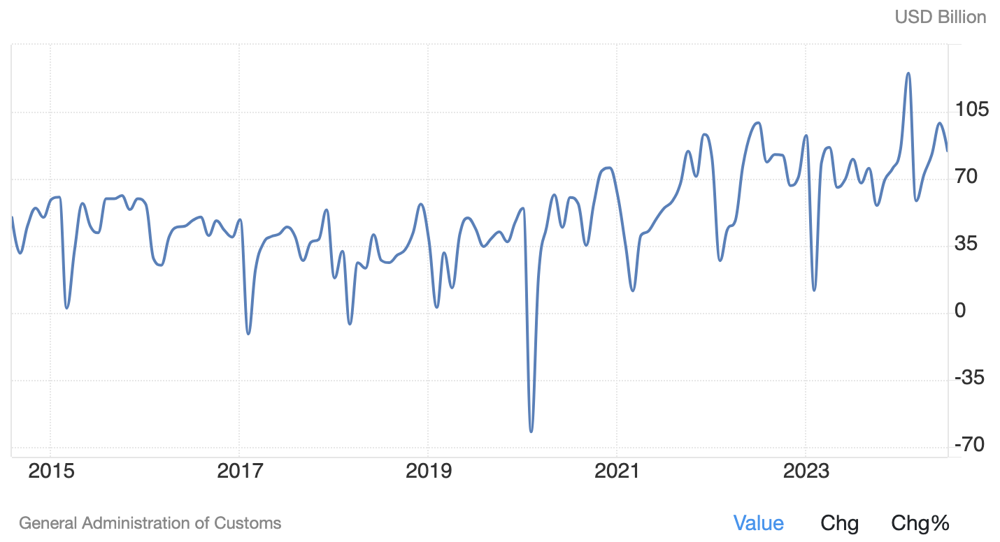 USD Billion
105
70
35
0
-35
-70
2015 2017 2019 2021 2023
General Administration of Customs Value Chg Chg%